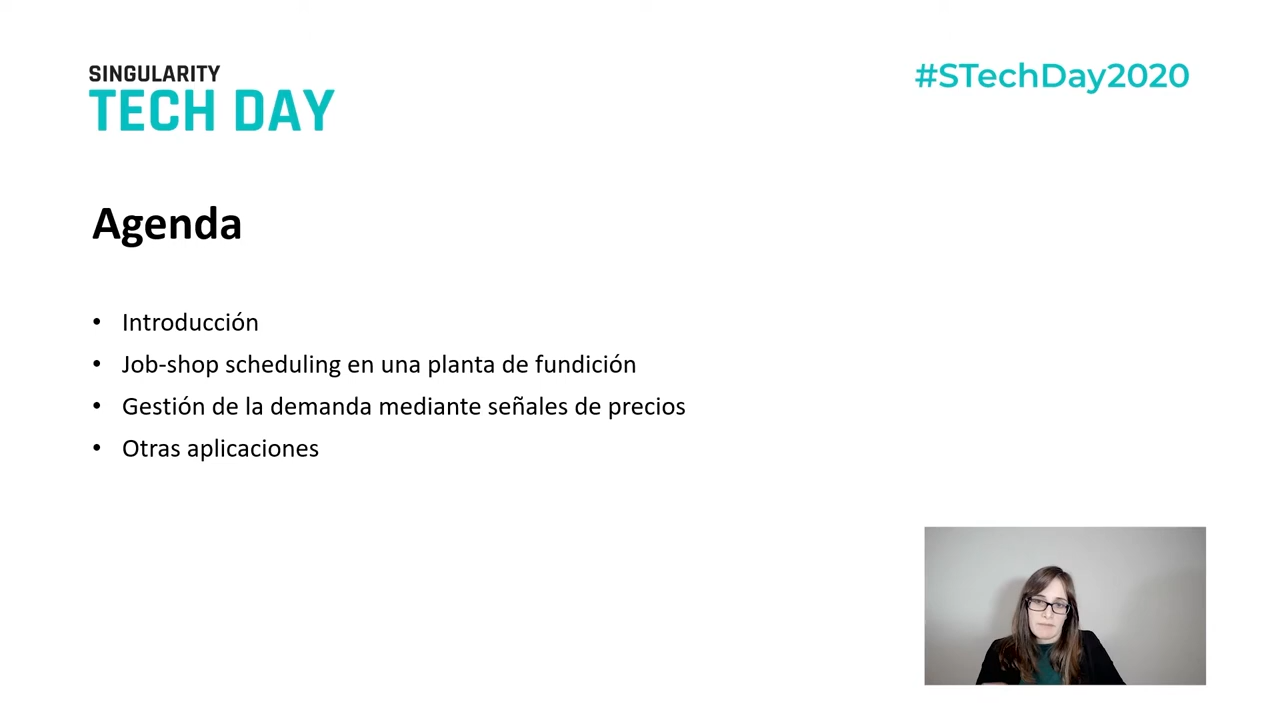 SINGULARITY
TECH DAY
#STechDay2020
Agenda
• Introducción
• Job-shop scheduling en una planta de fundición
• Gestión de la demanda mediante señales de precios
• Otras aplicaciones